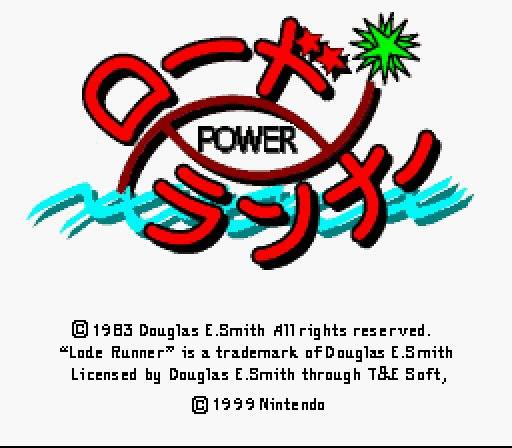 ロード
POWER
ランナー
© 1983 Douglas E.Smith All rights reserved.
“Lode Runner” is a trademark of Douglas E.Smith
Licensed by Douglas E.Smith through T&E Soft,
© 1999 Nintendo